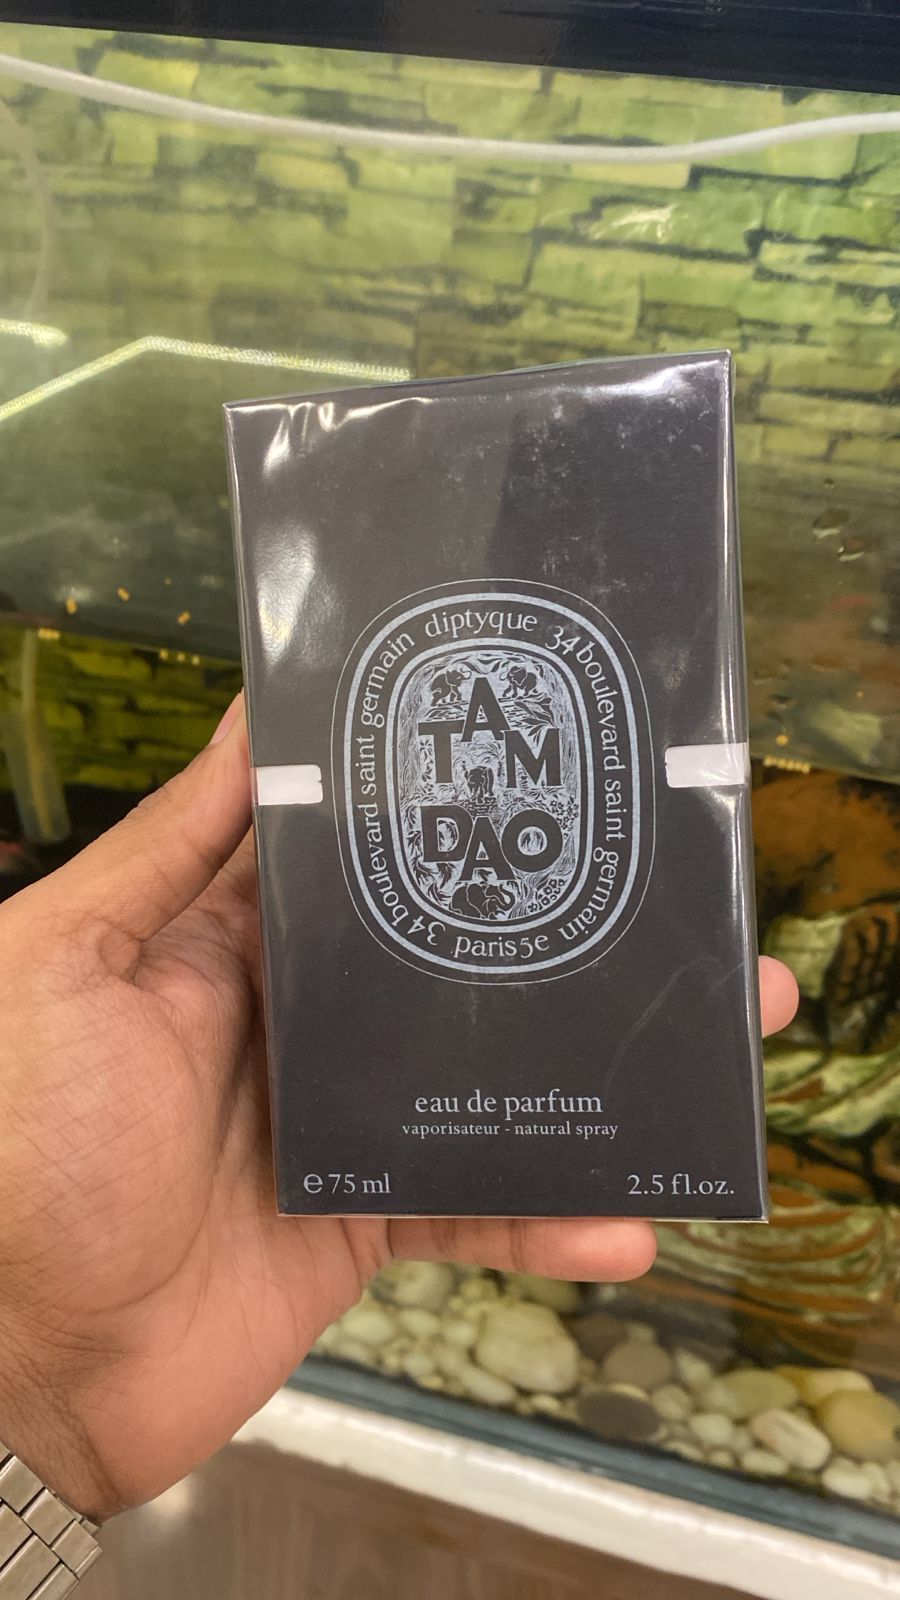 diptyque 34 boulevard saint germain paris 5e 34 boulevard saint germain
TAM
DAO
eau de parfum
vaporisateur - natural spray
℮ 75 ml
2.5 fl.oz.